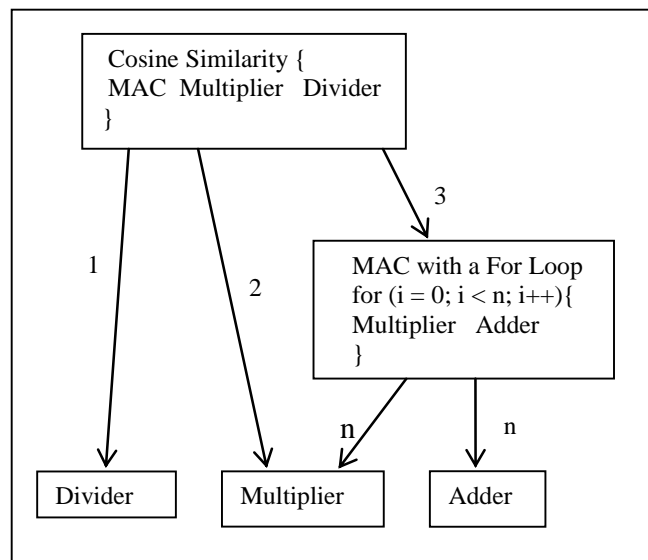 Cosine Similarity {
MAC Multiplier Divider
}
3
1
2
MAC with a For Loop
for (i = 0; i < n; i++){
Multiplier Adder
}
n
n
Divider
Multiplier
Adder